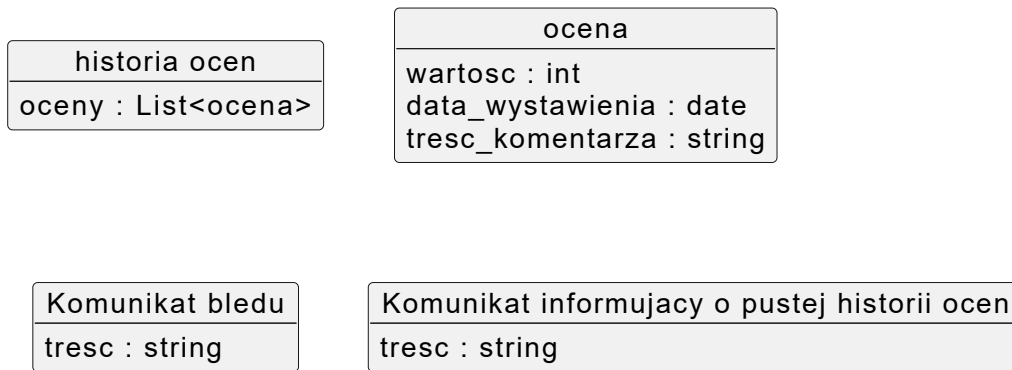 historia ocen
oceny : List<ocena>
ocena
wartosc : int
data_wystawienia : date
tresc_komentarza : string
Komunikat bledu
tresc : string
Komunikat informujacy o pustej historii ocen
tresc : string